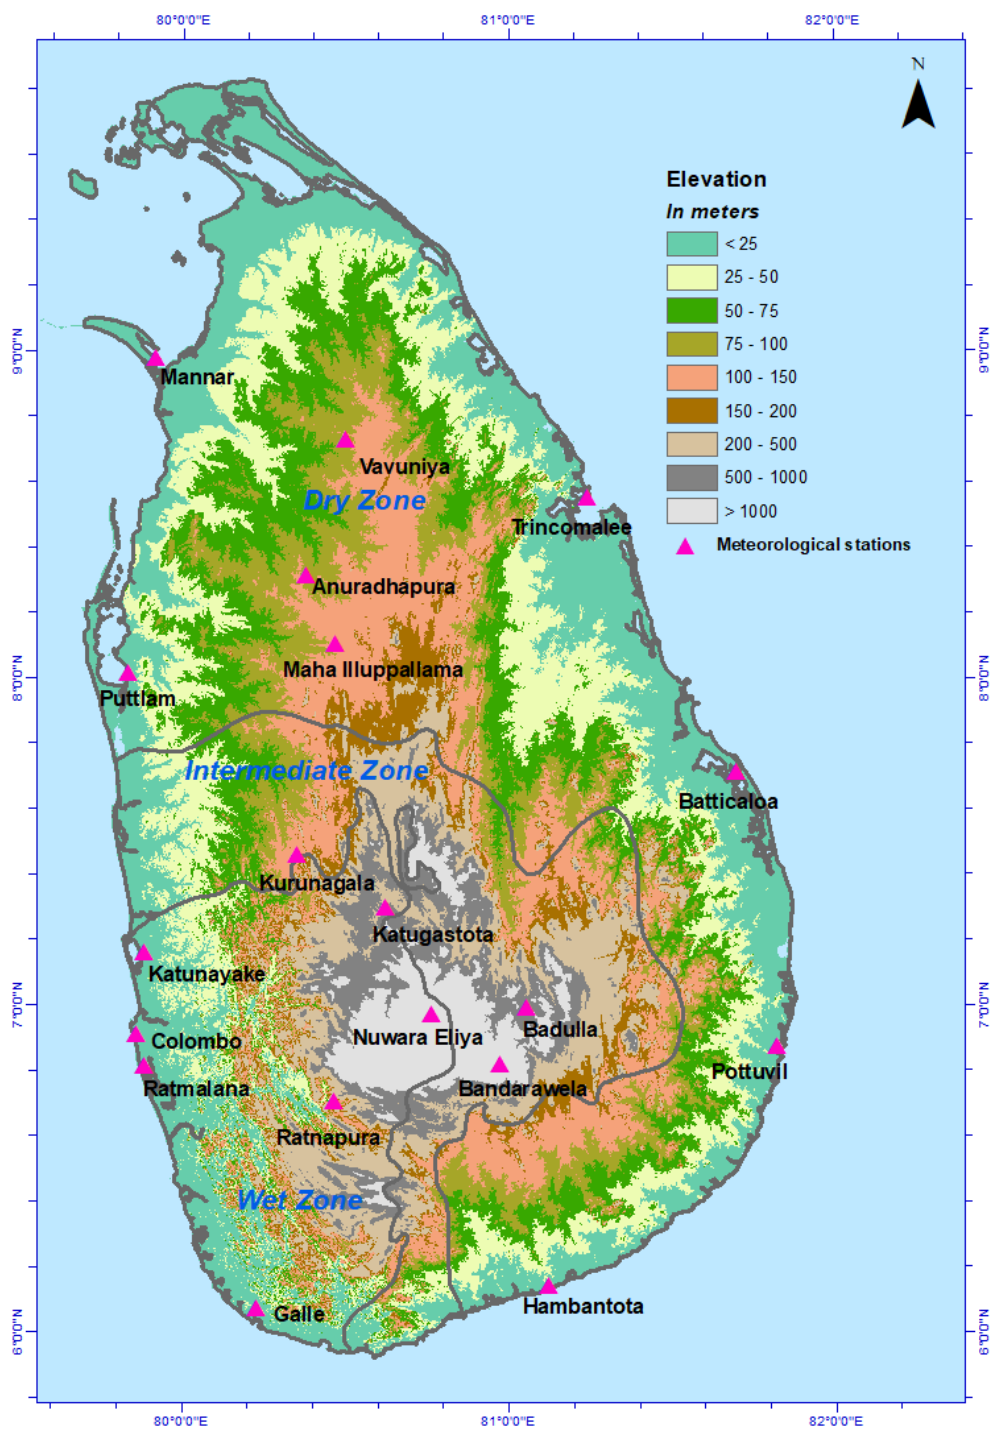 80°0'0"E 81°0'0"E 82°0'0"E
N
Elevation
In meters
< 25
25 - 50
50 - 75
75 - 100
100 - 150
150 - 200
200 - 500
500 - 1000
> 1000
Meteorological stations
9°0'0"N 9°0'0"N
Mannar
Vavuniya
Dry Zone
Trincomalee
Anuradhapura
Maha Illuppallama
8°0'0"N 8°0'0"N
Puttlam
Intermediate Zone
Batticaloa
Kurunagala
Katugastota
Katunayake
7°0'0"N 7°0'0"N
Badulla
Nuwara Eliya
Colombo
Pottuvil
Ratmalana
Bandarawela
Ratnapura
Wet Zone
Hambantota
Galle
6°0'0"N 6°0'0"N
80°0'0"E 81°0'0"E 82°0'0"E